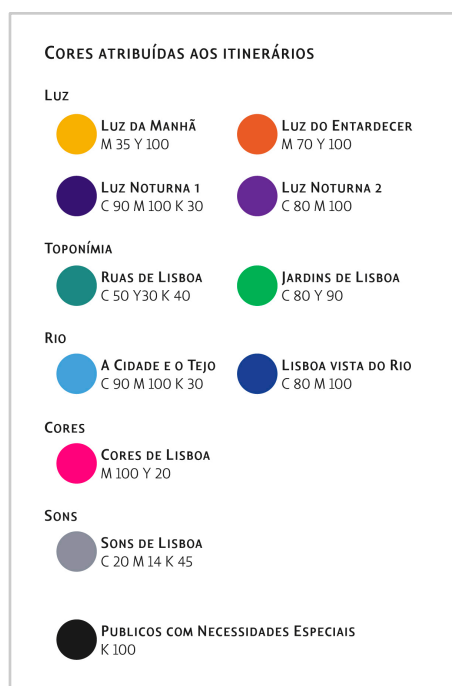 Cores atribuídas aos itinerários
Luz
Luz da Manhã
M 35 Y 100
Luz do Entardecer
M 70 Y 100
Luz Noturna 1
C 90 M 100 K 30
Luz Noturna 2
C 80 M 100
Toponímia
Ruas de Lisboa
C 50 Y30 K 40
Jardins de Lisboa
C 80 Y 90
Rio
A Cidade e o Tejo
C 90 M 100 K 30
Lisboa vista do Rio
C 80 M 100
Cores
Cores de Lisboa
M 100 Y 20
Sons
Sons de Lisboa
C 20 M 14 K 45
Publicos com Necessidades Especiais
K 100